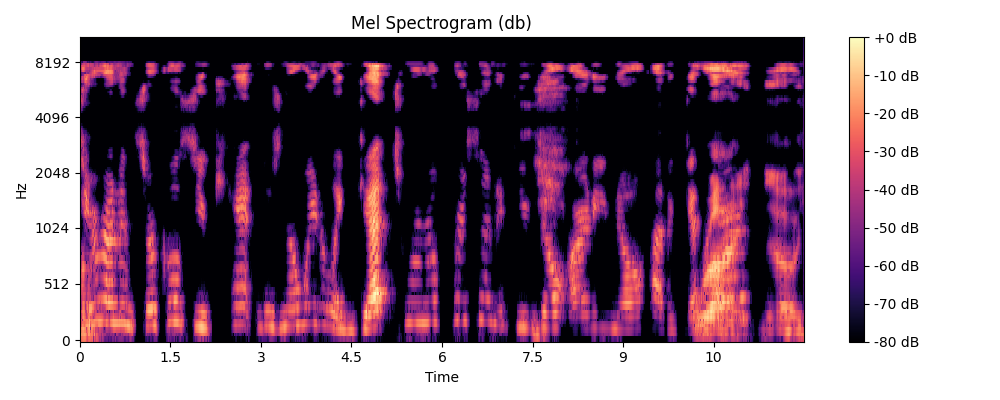 Mel Spectrogram (db)
8192
4096
2048
1024
512
0
Hz
0 1.5 3 4.5 6 7.5 9 10
Time
+0 dB
-10 dB
-20 dB
-30 dB
-40 dB
-50 dB
-60 dB
-70 dB
-80 dB